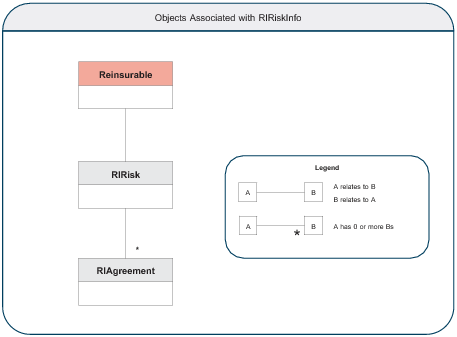 Objects Associated with RIRiskInfo
Reinsurable
RIRisk
*
RIAgreement
Legend
A
B
A relates to B
B relates to A
A
*
B
A has 0 or more Bs